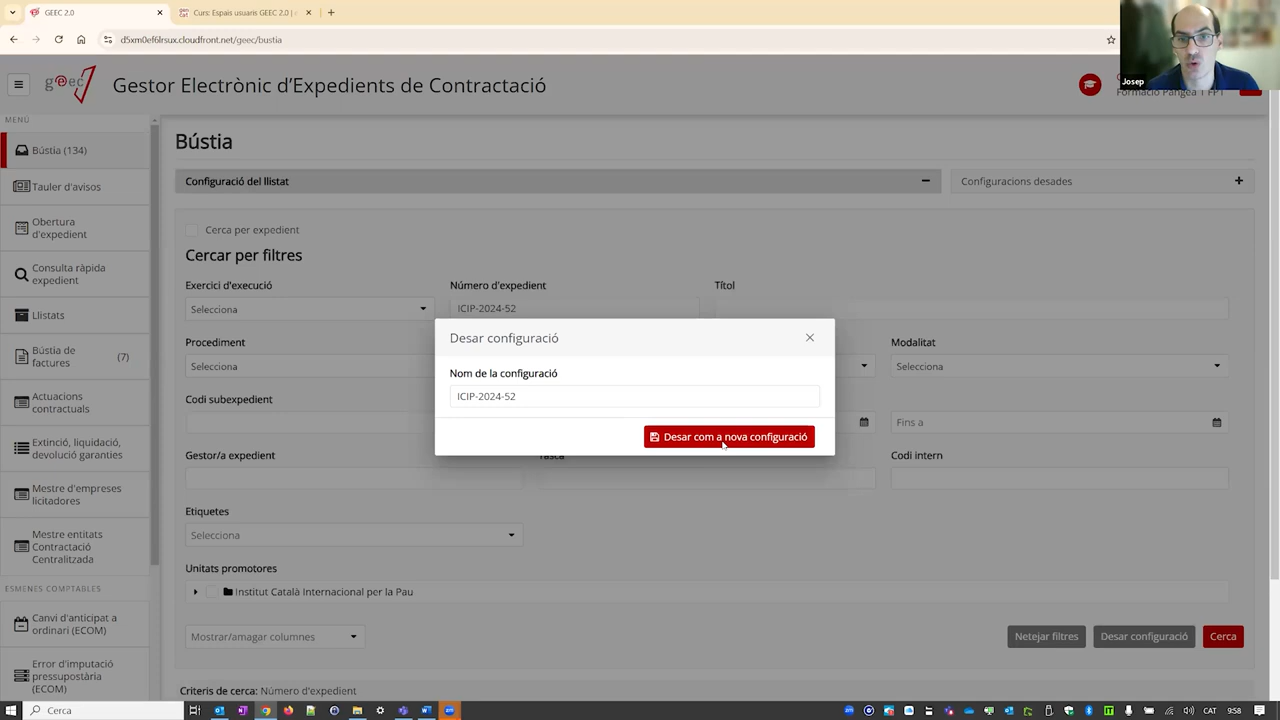 GEEC 2.0
Curs: Espais usuaris GEEC 2.0 |
d5xm0ef6lrsux.cloudfront.net/geec/bustia
Josep
geec
Gestor Electrònic d'Expedients de Contractació
Formació Pangea 1 FP1
MENÚ
Bústia (134)
Tauler d'avisos
Obertura
d'expedient
Consulta ràpida
expedient
Llistats
Bústia de
factures
(7)
Actuacions
contractuals
Extinció, liquidació,
devolució garanties
Mestre d'empreses
licitadores
Mestre entitats
Contractació
Centralitzada
ESMENES COMPTABLES
Canvi d'anticipat a
ordinari (ECOM)
Error d'imputació
pressupostària
(ECOM)
Bústia
Configuració del llistat
Configuracions desades
Cerca per expedient
Cercar per filtres
Exercici d'execució
Número d'expedient
Títol
Selecciona
ICIP-2024-52
Procediment
Modalitat
Selecciona
Selecciona
Desar configuració
Nom de la configuració
ICIP-2024-52
Desar com a nova configuració
Codi subexpedient
Fins a
Gestor/a expedient
Tasca
Codi intern
Etiquetes
Selecciona
Unitats promotores
Institut Català Internacional per la Pau
Mostrar/amagar columnes
Netejar filtres
Desar configuració
Cerca
Criteris de cerca: Número d'expedient
Cerca
CAT
9:58